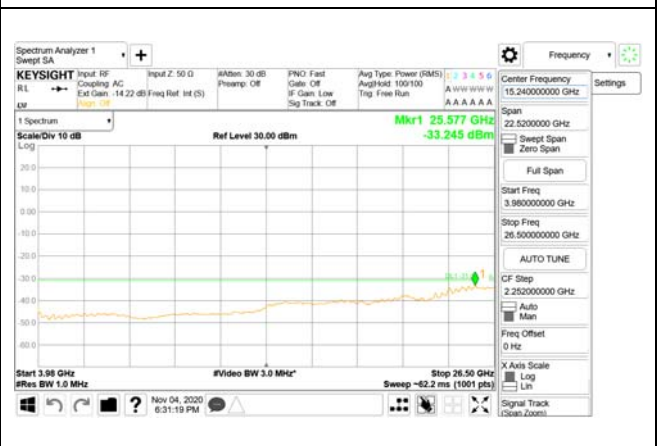 Spectrum Analyzer 1
Swept SA
+
Frequency
KEYSIGHT
Input: RF
Coupling: AC
Ext Gain: -14.22 dB
Align: Off
Input Z: 50 Ω
Freq Ref: Int (S)
#Atten: 30 dB
Preamp: Off
PNO: Fast
Gate: Off
IF Gain: Low
Sig Track: Off
Avg Type: Power (RMS)
Avg|Hold: 100/100
Trig: Free Run
1 2 3 4 5 6
A W W W W W
A A A A A A
RL
1 Spectrum
Scale/Div 10 dB
Ref Level 30.00 dBm
Mkr1 25.577 GHz
-33.245 dBm
Log
20.0
10.0
0.00
-10.0
-20.0
-30.0
-40.0
-50.0
-60.0
1
Start 3.98 GHz
#Video BW 3.0 MHz*
Stop 26.50 GHz
#Res BW 1.0 MHz
Sweep ~62.2 ms (1001 pts)
Nov 04, 2020
6:31:19 PM
?
Center Frequency
15.240000000 GHz
Settings
Span
22.5200000 GHz
Swept Span
Zero Span
Full Span
Start Freq
3.980000000 GHz
Stop Freq
26.500000000 GHz
AUTO TUNE
CF Step
2.252000000 GHz
Auto
Man
Freq Offset
0 Hz
X Axis Scale
Log
Lin
Signal Track
(Span Zoom)